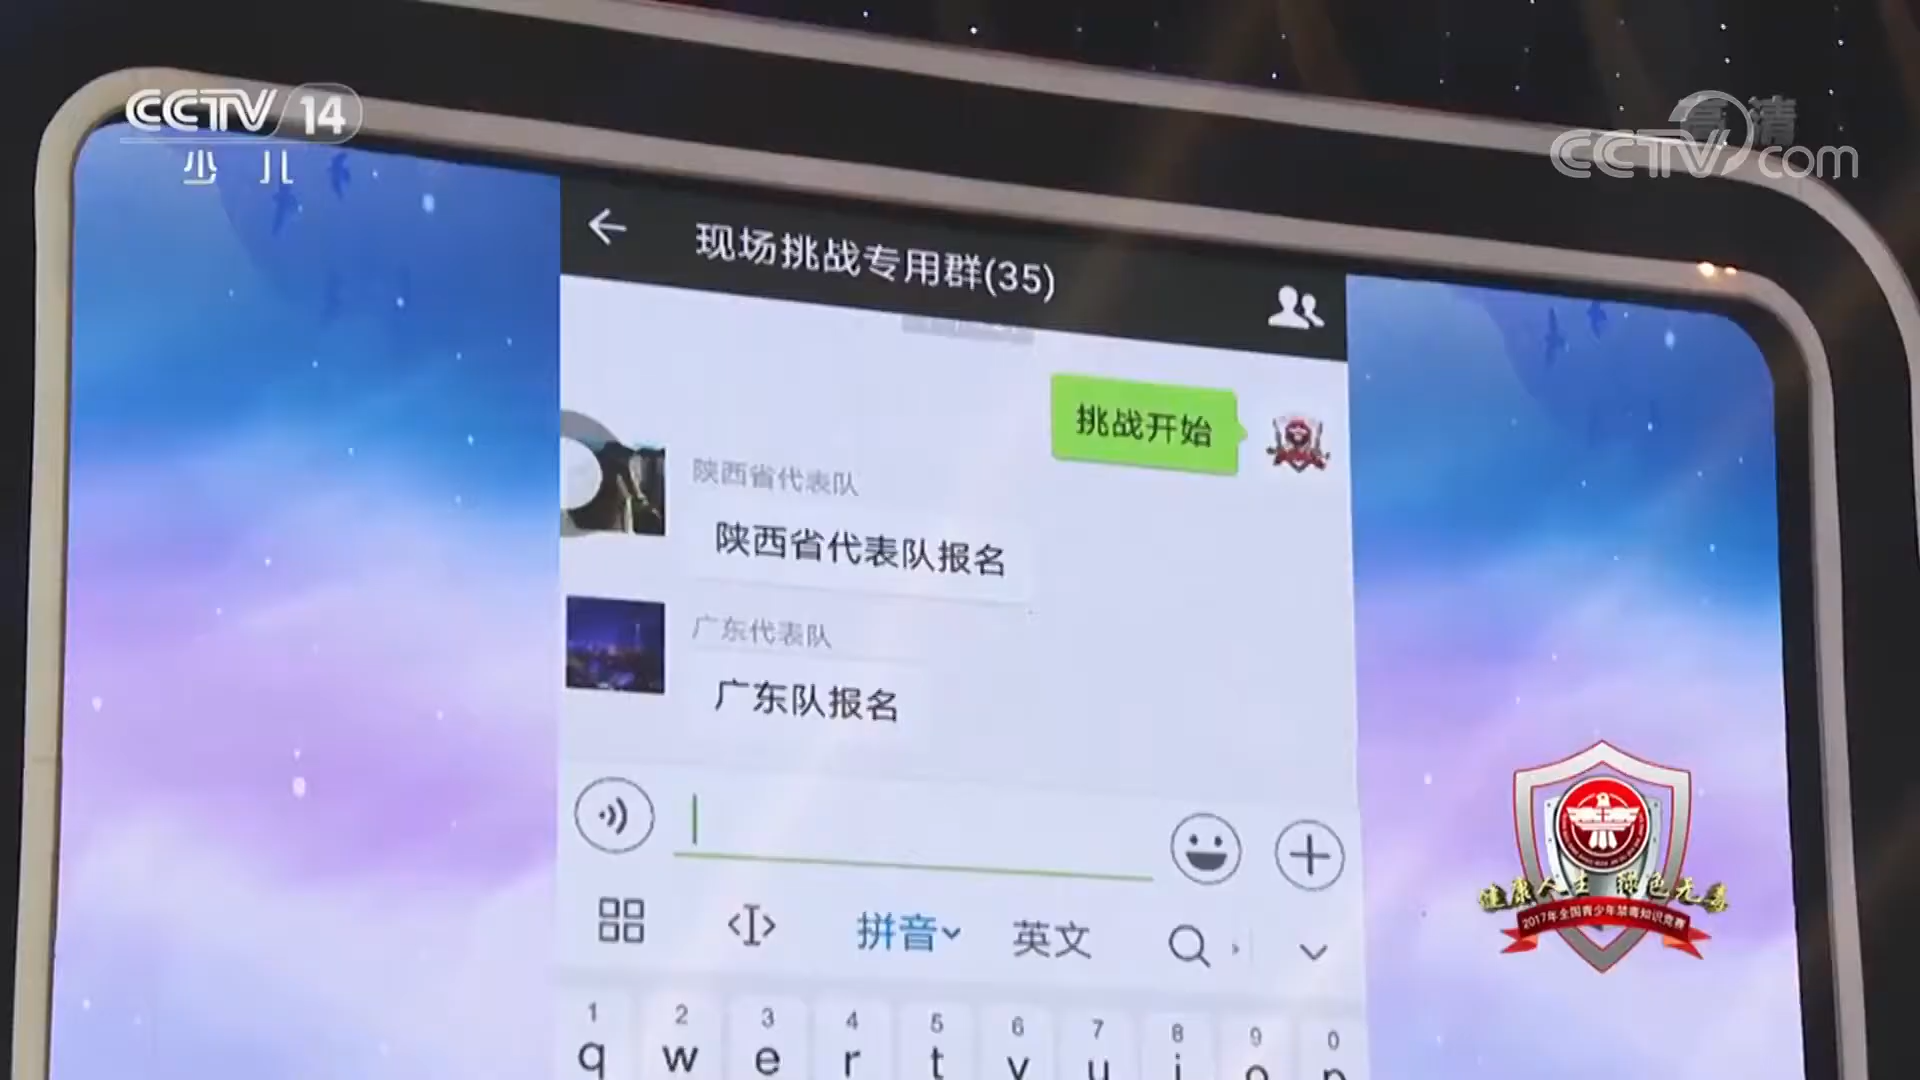 CCTV 14
少儿
高清
CCTV com
现场挑战专用群(35)
挑战开始
陕西省代表队
陕西省代表队报名
广东代表队
广东队报名
拼音
英文
1 2 3 4 5 6 7 8 9 0
q w e r t y u i o p
健康人生 绿色无毒
2017年全国青少年禁毒知识竞赛